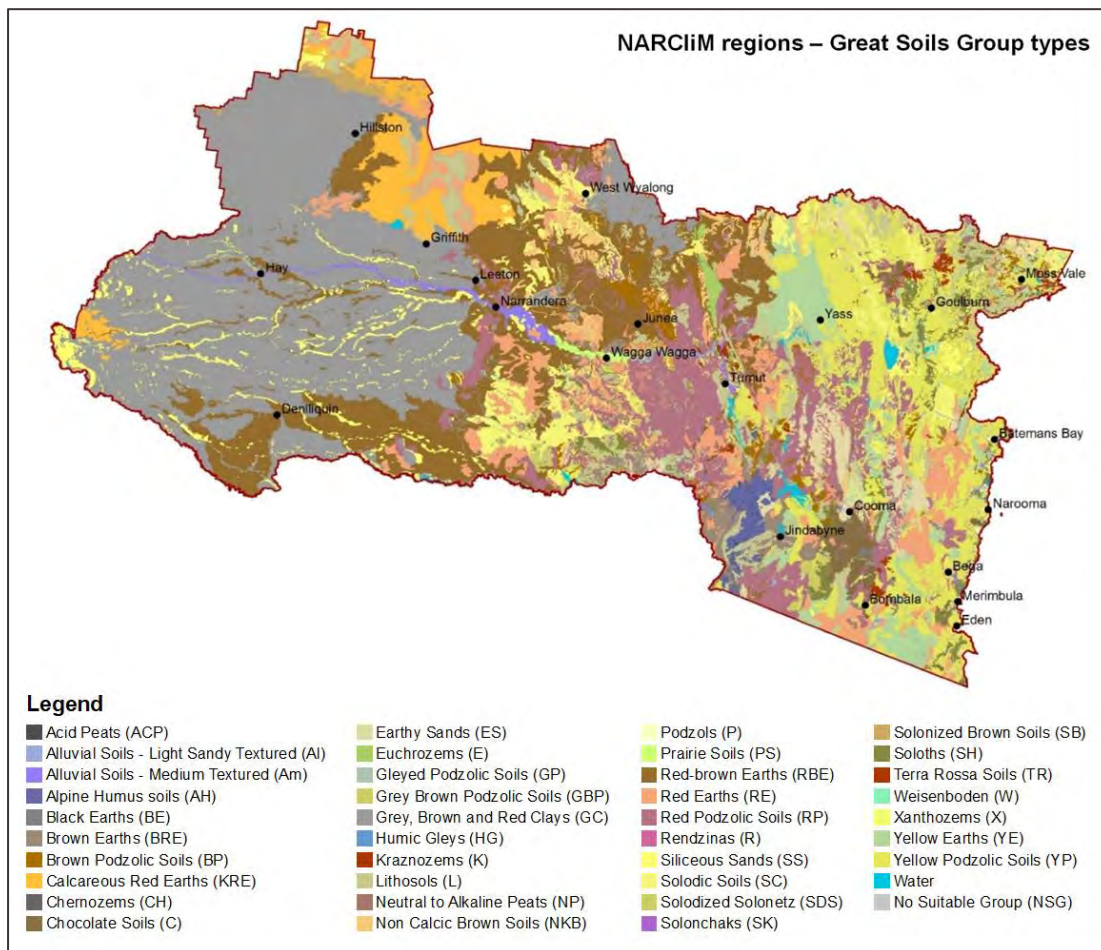 NARCliM regions – Great Soils Group types
Hillston
West Wyalong
Griffith
Hay
Leeton
Moss Vale
Narrandera
Goulburn
Junee
Yass
Wagga Wagga
Tumut
Deniliquin
Batemans Bay
Narooma
Cooma
Jindabyne
Bega
Bombala
Merimbula
Eden
Legend
Acid Peats (ACP)
Alluvial Soils - Light Sandy Textured (Al)
Alluvial Soils - Medium Textured (Am)
Alpine Humus soils (AH)
Black Earths (BE)
Brown Earths (BRE)
Brown Podzolic Soils (BP)
Calcareous Red Earths (KRE)
Chernozems (CH)
Chocolate Soils (C)
Earthy Sands (ES)
Euchrozems (E)
Gleyed Podzolic Soils (GP)
Grey Brown Podzolic Soils (GBP)
Grey, Brown and Red Clays (GC)
Humic Gleys (HG)
Kraznozems (K)
Lithosols (L)
Neutral to Alkaline Peats (NP)
Non Calcic Brown Soils (NKB)
Podzols (P)
Prairie Soils (PS)
Red-brown Earths (RBE)
Red Earths (RE)
Red Podzolic Soils (RP)
Rendzinas (R)
Siliceous Sands (SS)
Solodic Soils (SC)
Solodized Solonetz (SDS)
Solonchaks (SK)
Solonized Brown Soils (SB)
Soloths (SH)
Terra Rossa Soils (TR)
Weisenboden (W)
Xanthozems (X)
Yellow Earths (YE)
Yellow Podzolic Soils (YP)
Water
No Suitable Group (NSG)